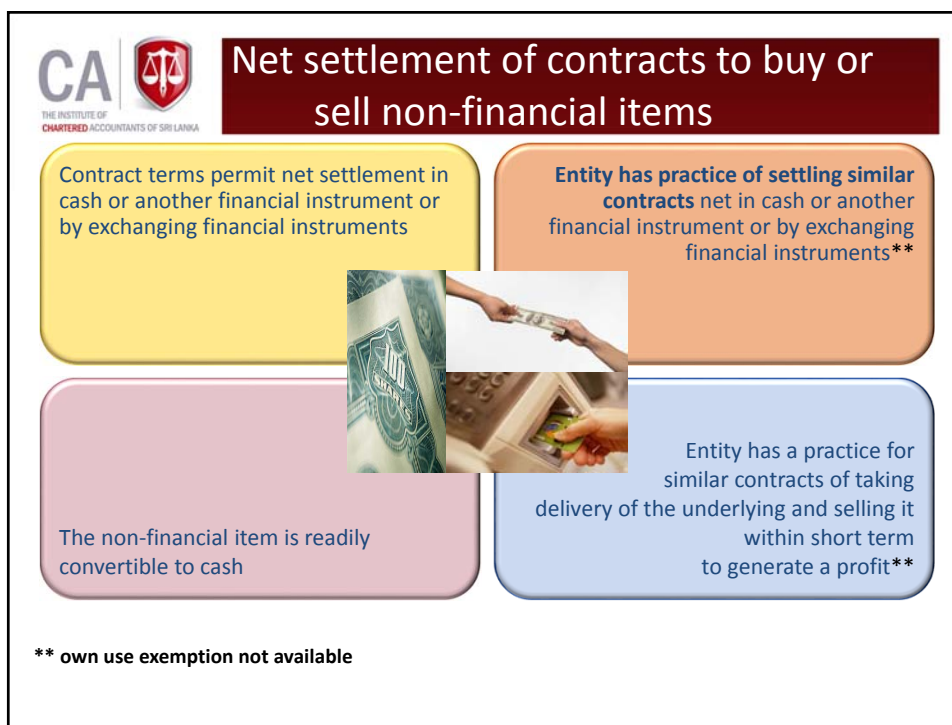 CA
THE INSTITUTE OF
CHARTERED ACCOUNTANTS OF SRI LANKA
Net settlement of contracts to buy or
sell non-financial items
Contract terms permit net settlement in
cash or another financial instrument or
by exchanging financial instruments
Entity has practice of settling similar
contracts net in cash or another
financial instrument or by exchanging
financial instruments**
100
SHARES
The non-financial item is readily
convertible to cash
Entity has a practice for
similar contracts of taking
delivery of the underlying and selling it
within short term
to generate a profit**
** own use exemption not available